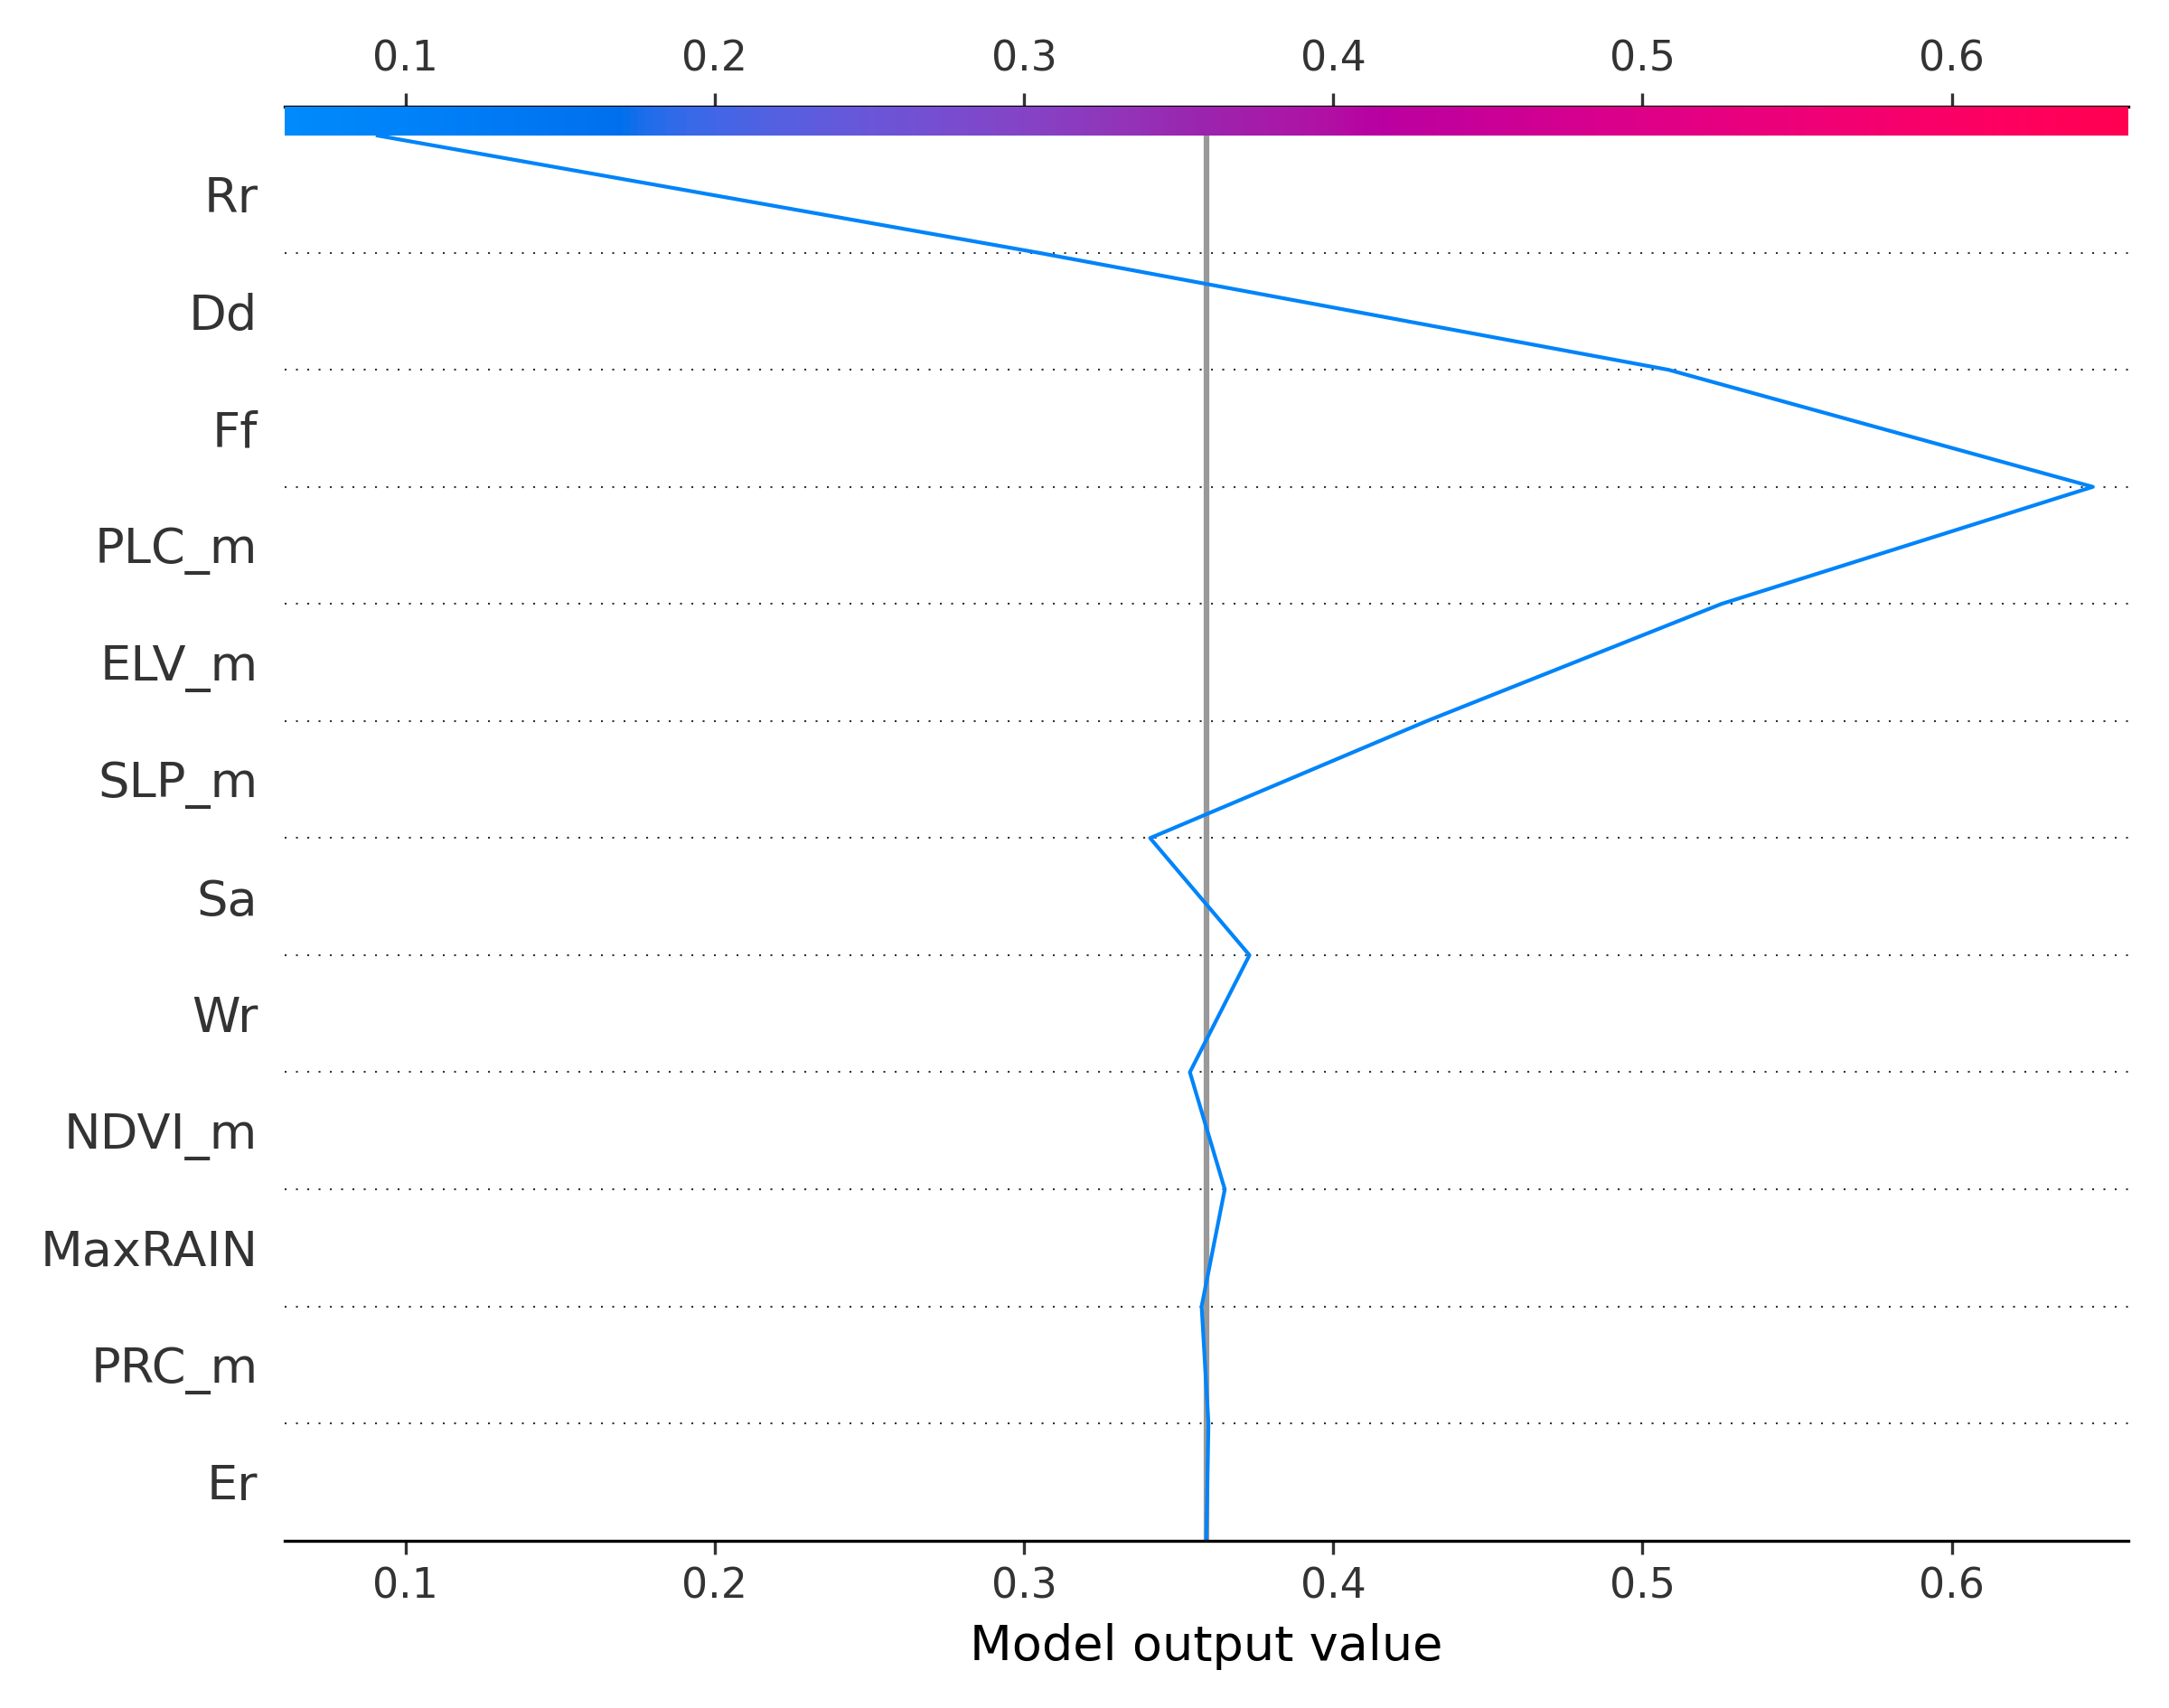 0.1 0.2 0.3 0.4 0.5 0.6
Rr
Dd
Ff
PLC_m
ELV_m
SLP_m
Sa
Wr
NDVI_m
MaxRAIN
PRC_m
Er
0.1 0.2 0.3 0.4 0.5 0.6
Model output value